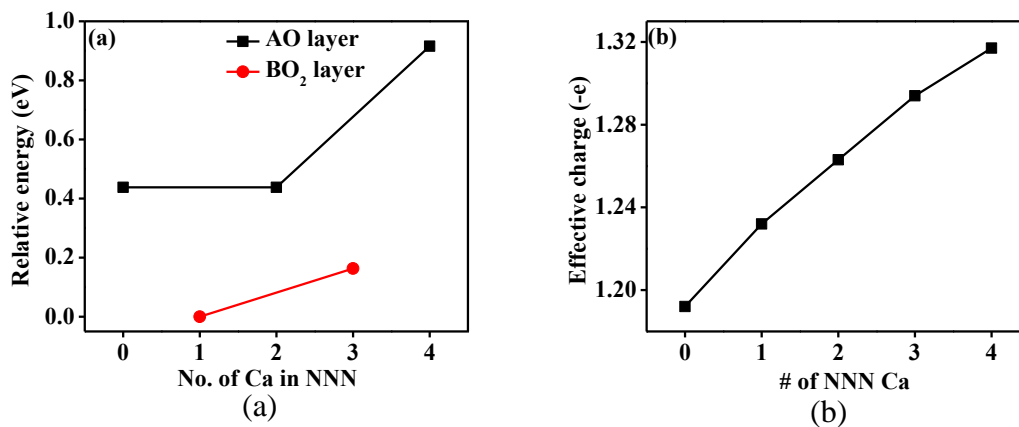 (a)
AO layer
BO₂ layer
Relative energy (eV)
1.0
0.8
0.6
0.4
0.2
0.0
0 1 2 3 4
No. of Ca in NNN
(a)
(b)
Effective charge (-e)
1.32
1.28
1.24
1.20
0 1 2 3 4
# of NNN Ca
(b)